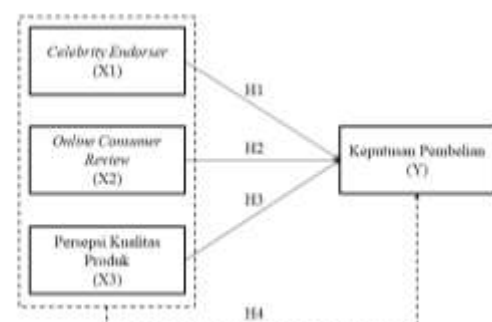 Celebrity Endorser
(X1)
H1
Online Consumer
Review
(X2)
H2
Keputusan Pembelian
(Y)
H3
Persepsi Kualitas
Produk
(X3)
H4